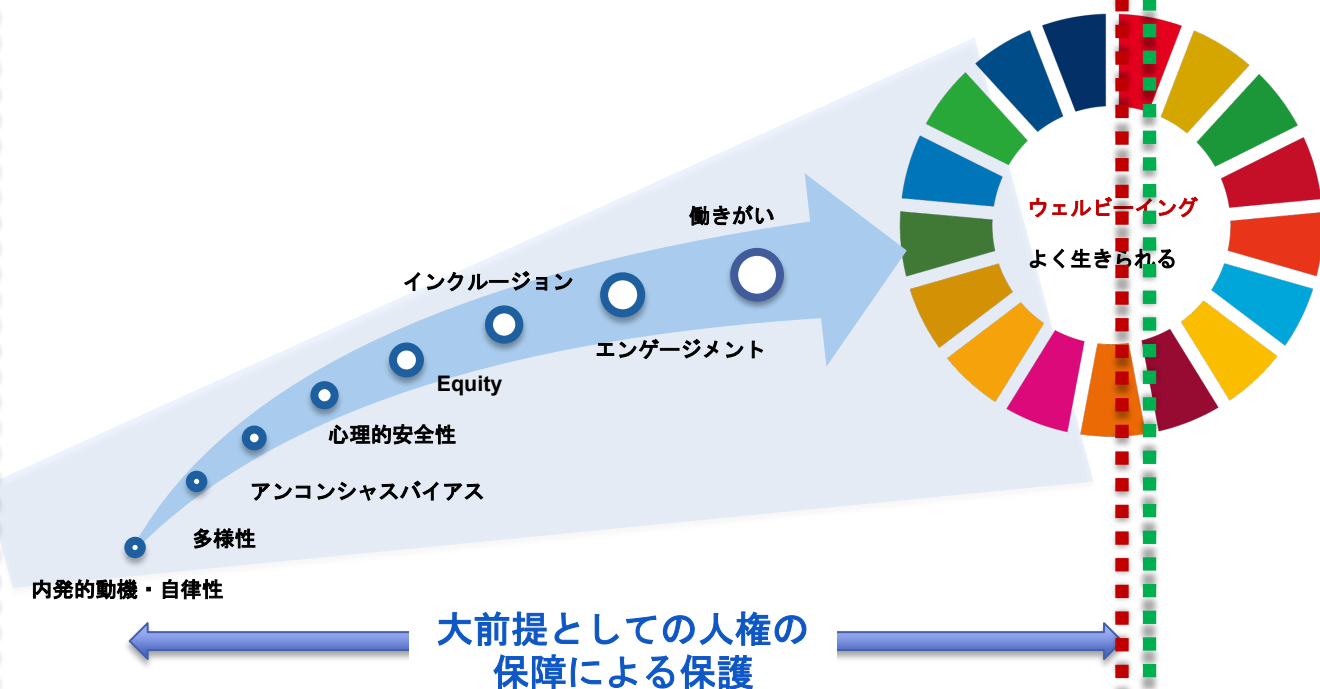 働きがい
ウェルビーイング
よく生きられる
インクルージョン
エンゲージメント
Equity
心理的安全性
アンコンシャスバイアス
多様性
内発的動機・自律性
大前提としての人権の
保障による保護